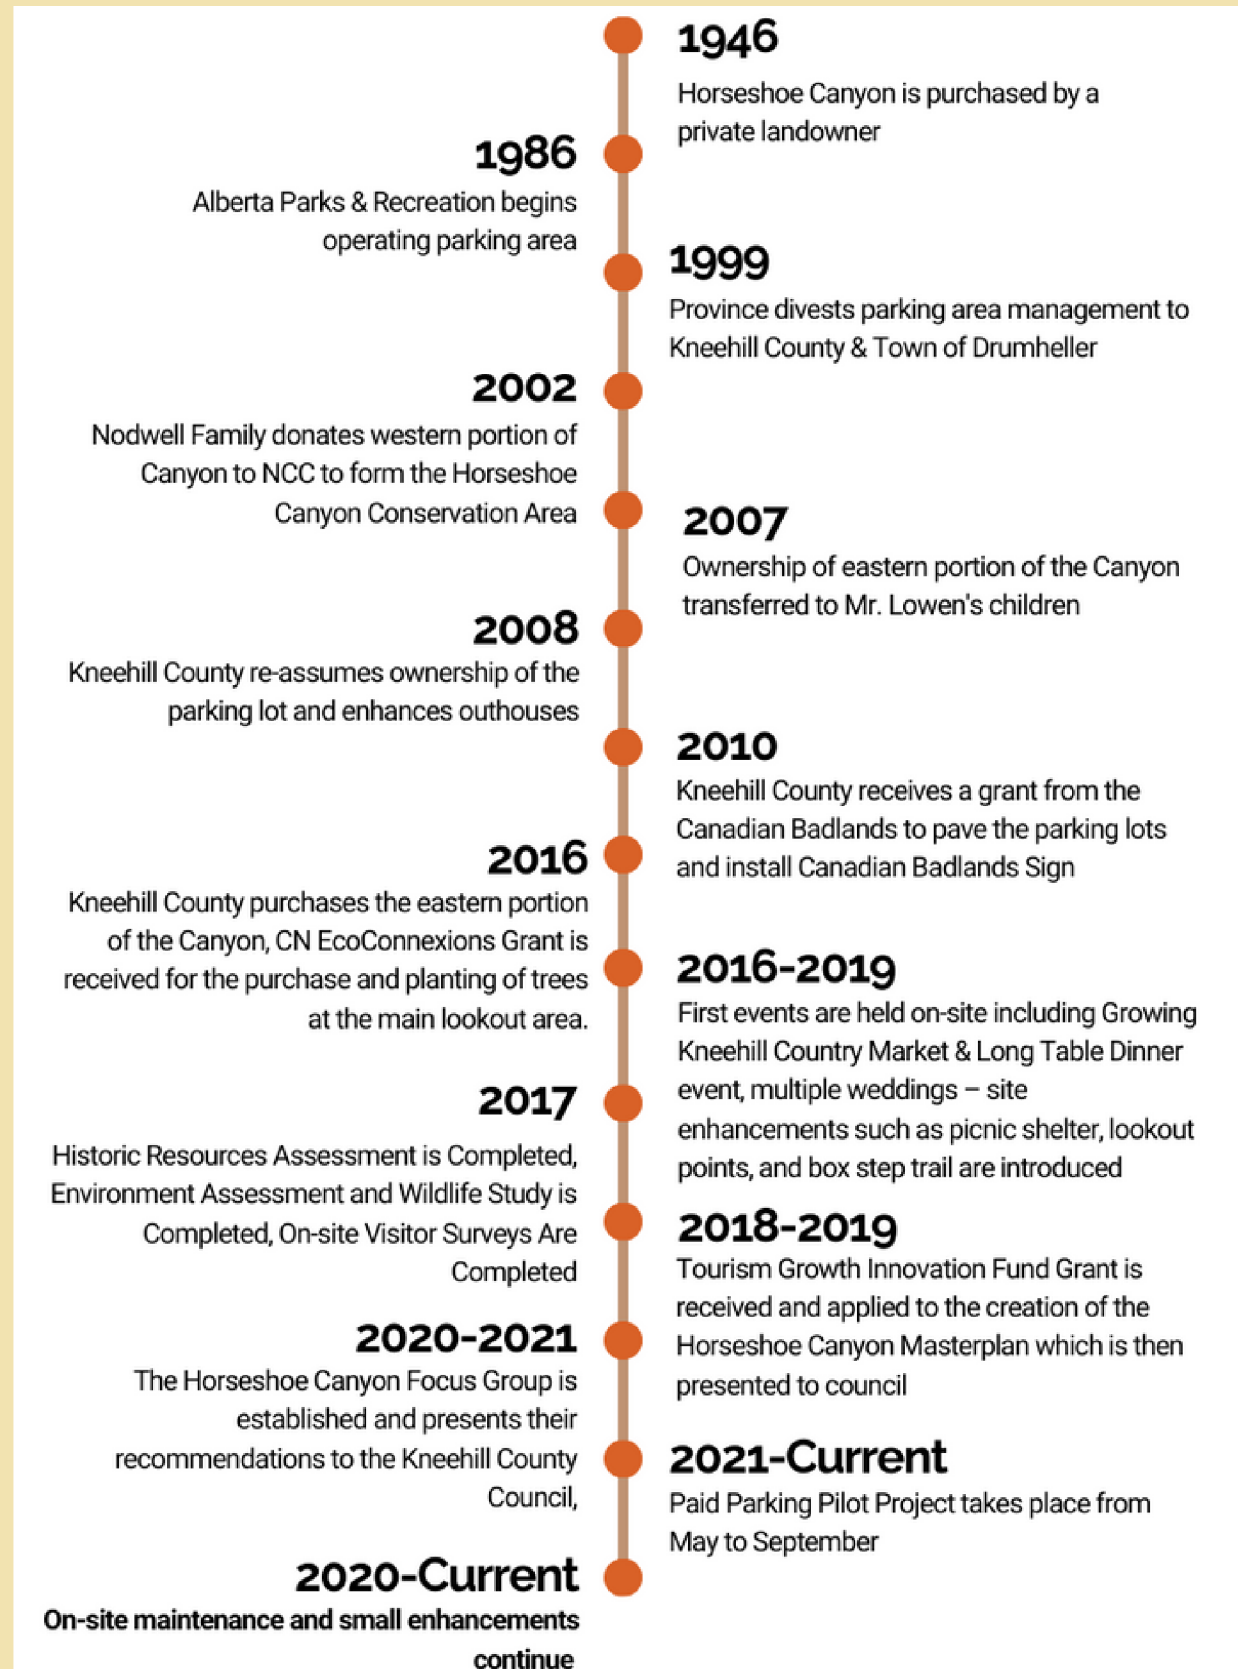 1946
Horseshoe Canyon is purchased by a
private landowner
1986
Alberta Parks & Recreation begins
operating parking area
1999
Province divests parking area management to
Kneehill County & Town of Drumheller
2002
Nodwell Family donates western portion of
Canyon to NCC to form the Horseshoe
Canyon Conservation Area
2007
Ownership of eastern portion of the Canyon
transferred to Mr. Lowen's children
2008
Kneehill County re-assumes ownership of the
parking lot and enhances outhouses
2010
Kneehill County receives a grant from the
Canadian Badlands to pave the parking lots
and install Canadian Badlands Sign
2016
Kneehill County purchases the eastern portion
of the Canyon, CN EcoConnexions Grant is
received for the purchase and planting of trees
at the main lookout area.
2016-2019
First events are held on-site including Growing
Kneehill Country Market & Long Table Dinner
event, multiple weddings – site
enhancements such as picnic shelter, lookout
points, and box step trail are introduced
2017
Historic Resources Assessment is Completed,
Environment Assessment and Wildlife Study is
Completed, On-site Visitor Surveys Are
Completed
2018-2019
Tourism Growth Innovation Fund Grant is
received and applied to the creation of the
Horseshoe Canyon Masterplan which is then
presented to council
2020-2021
The Horseshoe Canyon Focus Group is
established and presents their
recommendations to the Kneehill County
Council,
2021-Current
Paid Parking Pilot Project takes place from
May to September
2020-Current
On-site maintenance and small enhancements
continue